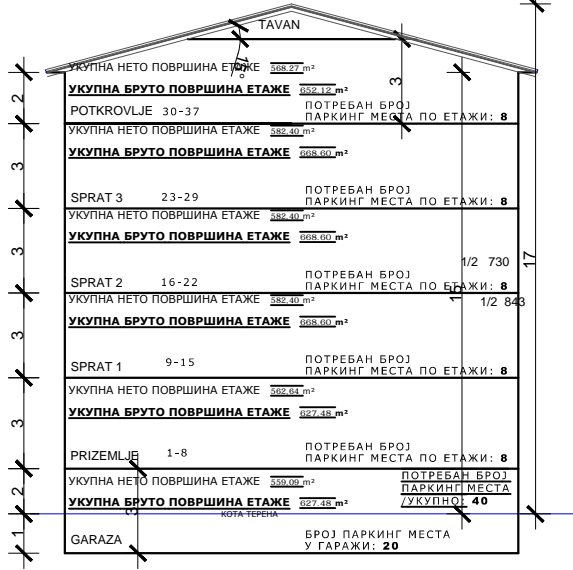 TAVAN
15°
УКУПНА НЕТО ПОВРШИНА ЕТАЖЕ 568.27 m²
УКУПНА БРУТО ПОВРШИНА ЕТАЖЕ 652.12 m²
POTKROVLJE 30-37
ПОТРЕБАН БРОЈ
ПАРКИНГ МЕСТА ПО ЕТАЖИ: 8
УКУПНА НЕТО ПОВРШИНА ЕТАЖЕ 582.40 m²
УКУПНА БРУТО ПОВРШИНА ЕТАЖЕ 668.60 m²
SPRAT 3 23-29
ПОТРЕБАН БРОЈ
ПАРКИНГ МЕСТА ПО ЕТАЖИ: 8
УКУПНА НЕТО ПОВРШИНА ЕТАЖЕ 582.40 m²
УКУПНА БРУТО ПОВРШИНА ЕТАЖЕ 668.60 m²
SPRAT 2 16-22
ПОТРЕБАН БРОЈ
ПАРКИНГ МЕСТА ПО ЕТАЖИ: 8
УКУПНА НЕТО ПОВРШИНА ЕТАЖЕ 582.40 m²
УКУПНА БРУТО ПОВРШИНА ЕТАЖЕ 668.60 m²
SPRAT 1 9-15
ПОТРЕБАН БРОЈ
ПАРКИНГ МЕСТА ПО ЕТАЖИ: 8
УКУПНА НЕТО ПОВРШИНА ЕТАЖЕ 562.64 m²
УКУПНА БРУТО ПОВРШИНА ЕТАЖЕ 627.48 m²
PRIZEMLJE 1-8
ПОТРЕБАН БРОЈ
ПАРКИНГ МЕСТА ПО ЕТАЖИ: 8
УКУПНА НЕТО ПОВРШИНА ЕТАЖЕ 559.09 m²
УКУПНА БРУТО ПОВРШИНА ЕТАЖЕ 627.48 m²
ПОТРЕБАН БРОЈ
ПАРКИНГ МЕСТА
/УКУПНО: 40
КОТА ТЕРЕНА
GARAZA
БРОЈ ПАРКИНГ МЕСТА
У ГАРАЖИ: 20
2
3
3
3
3
2
1
3
3
15
1/2 730
1/2 843
17